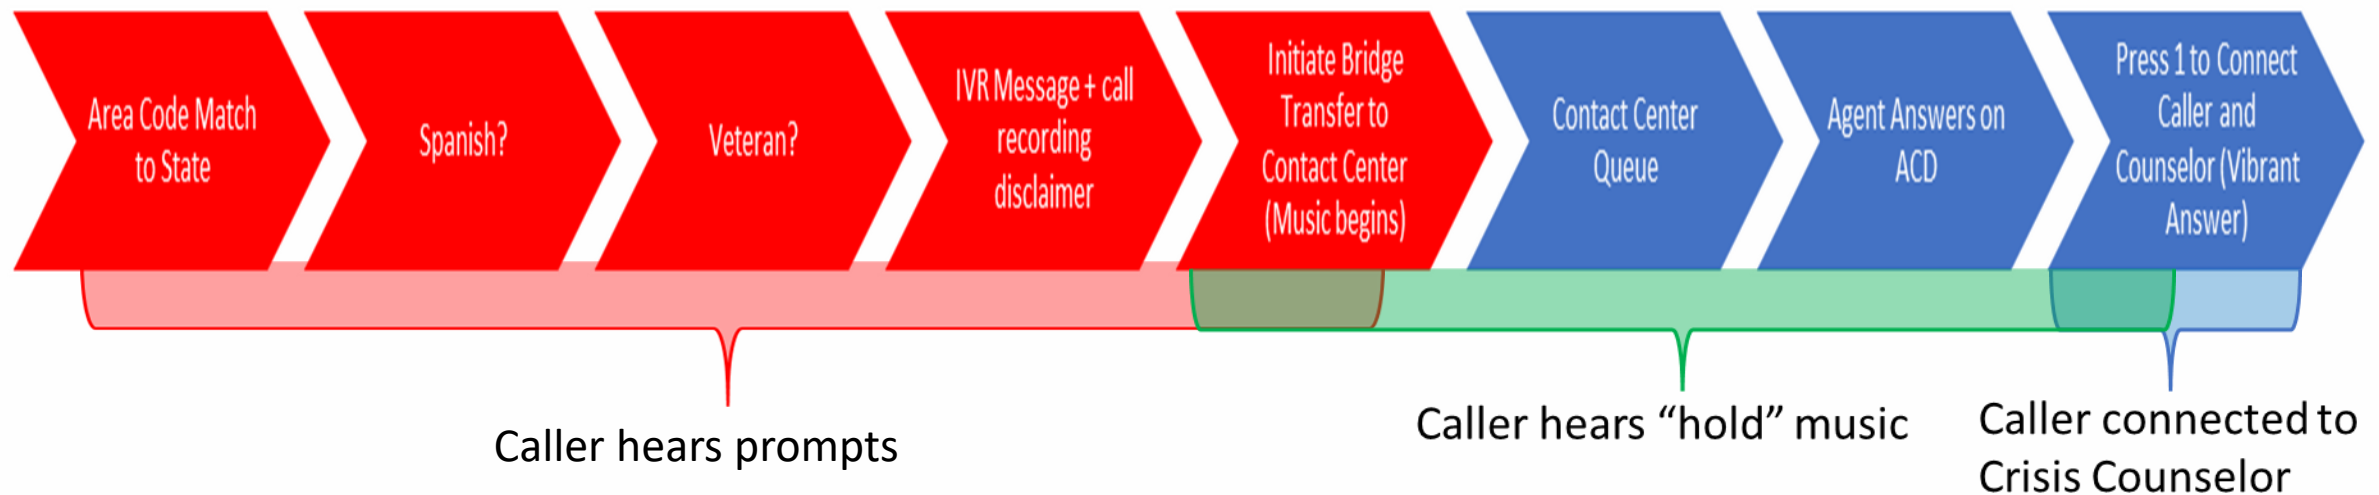 Area Code Match
to State
Spanish?
Veteran?
IVR Message + call
recording
disclaimer
Initiate Bridge
Transfer to
Contact Center
(Music begins)
Contact Center
Queue
Agent Answers on
ACD
Press 1 to Connect
Caller and
Counselor (Vibrant
Answer)
Caller hears prompts
Caller hears “hold” music
Caller connected to
Crisis Counselor